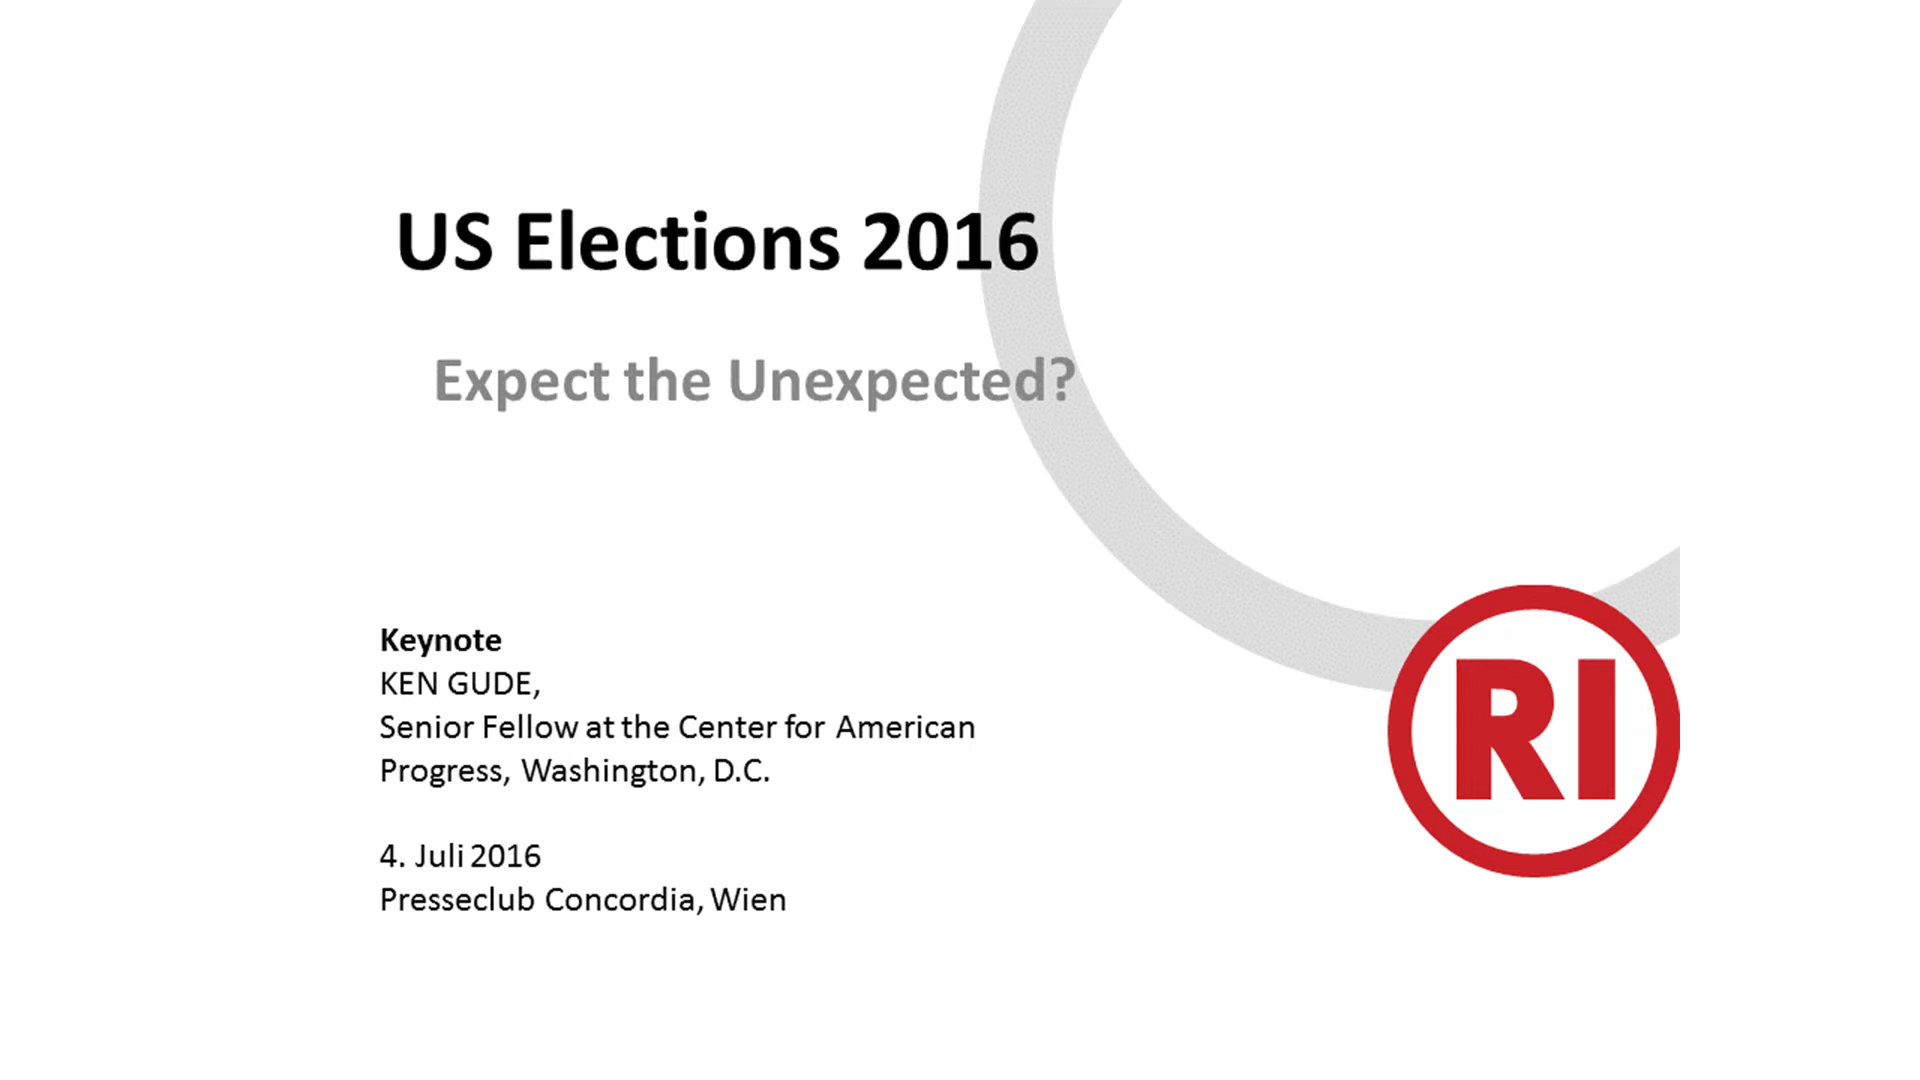 US Elections 2016
Expect the Unexpected?
Keynote
KEN GUDE,
Senior Fellow at the Center for American
Progress, Washington, D.C.
4. Juli 2016
Presseclub Concordia, Wien
RI